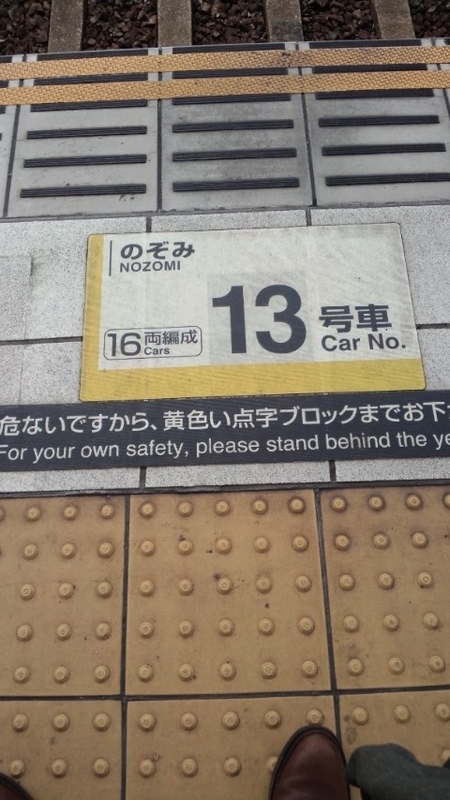 のぞみ
NOZOMI
16両編成
Cars
13号車
Car No.
危ないですから、黄色い点字ブロックまでお下
For your own safety, please stand behind the ye